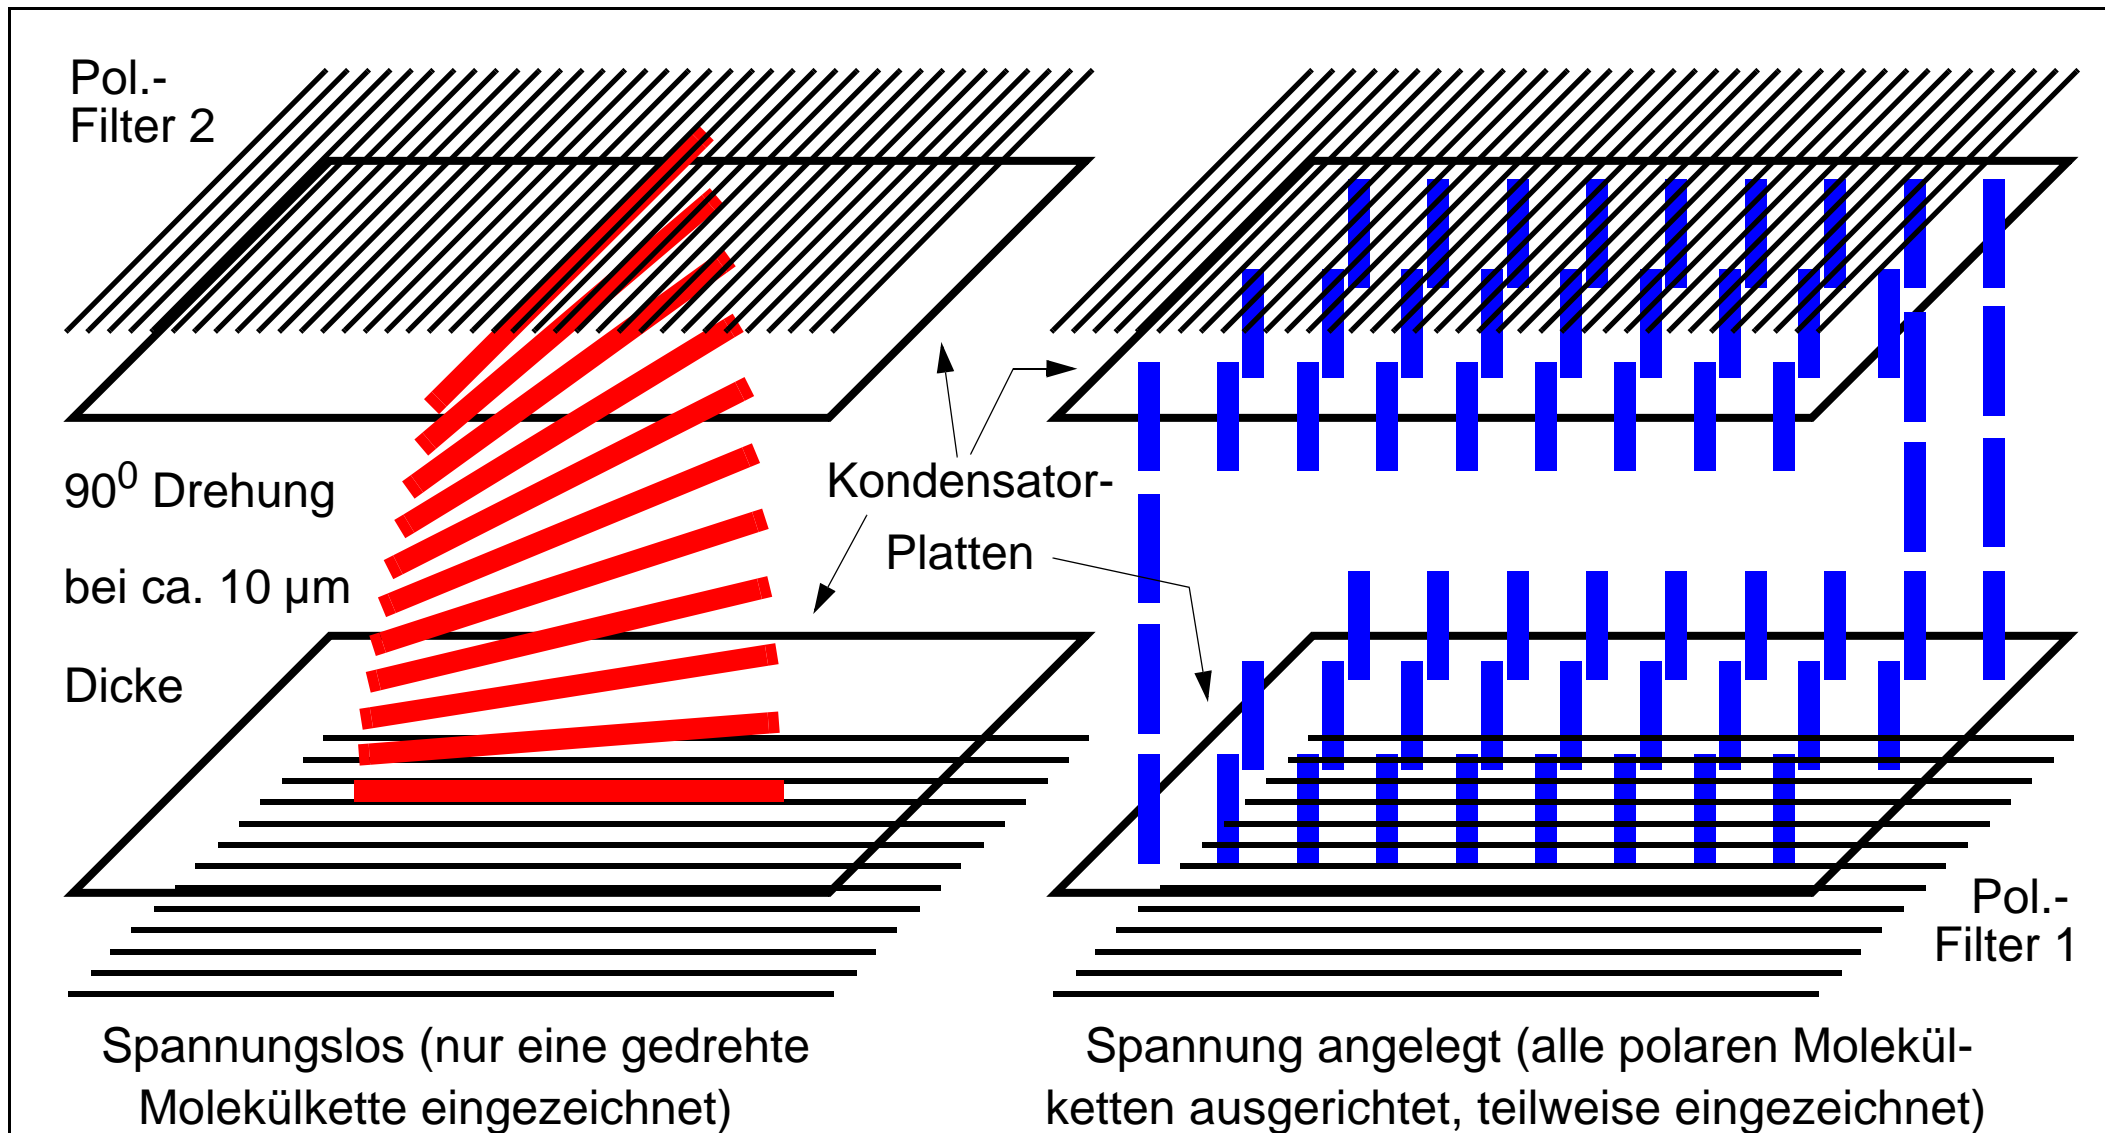 Pol.-
Filter 2
90⁰ Drehung
bei ca. 10 µm
Dicke
Kondensator-
Platten
Pol.-
Filter 1
Spannungslos (nur eine gedrehte
Molekülkette eingezeichnet)
Spannung angelegt (alle polaren Molekül-
ketten ausgerichtet, teilweise eingezeichnet)